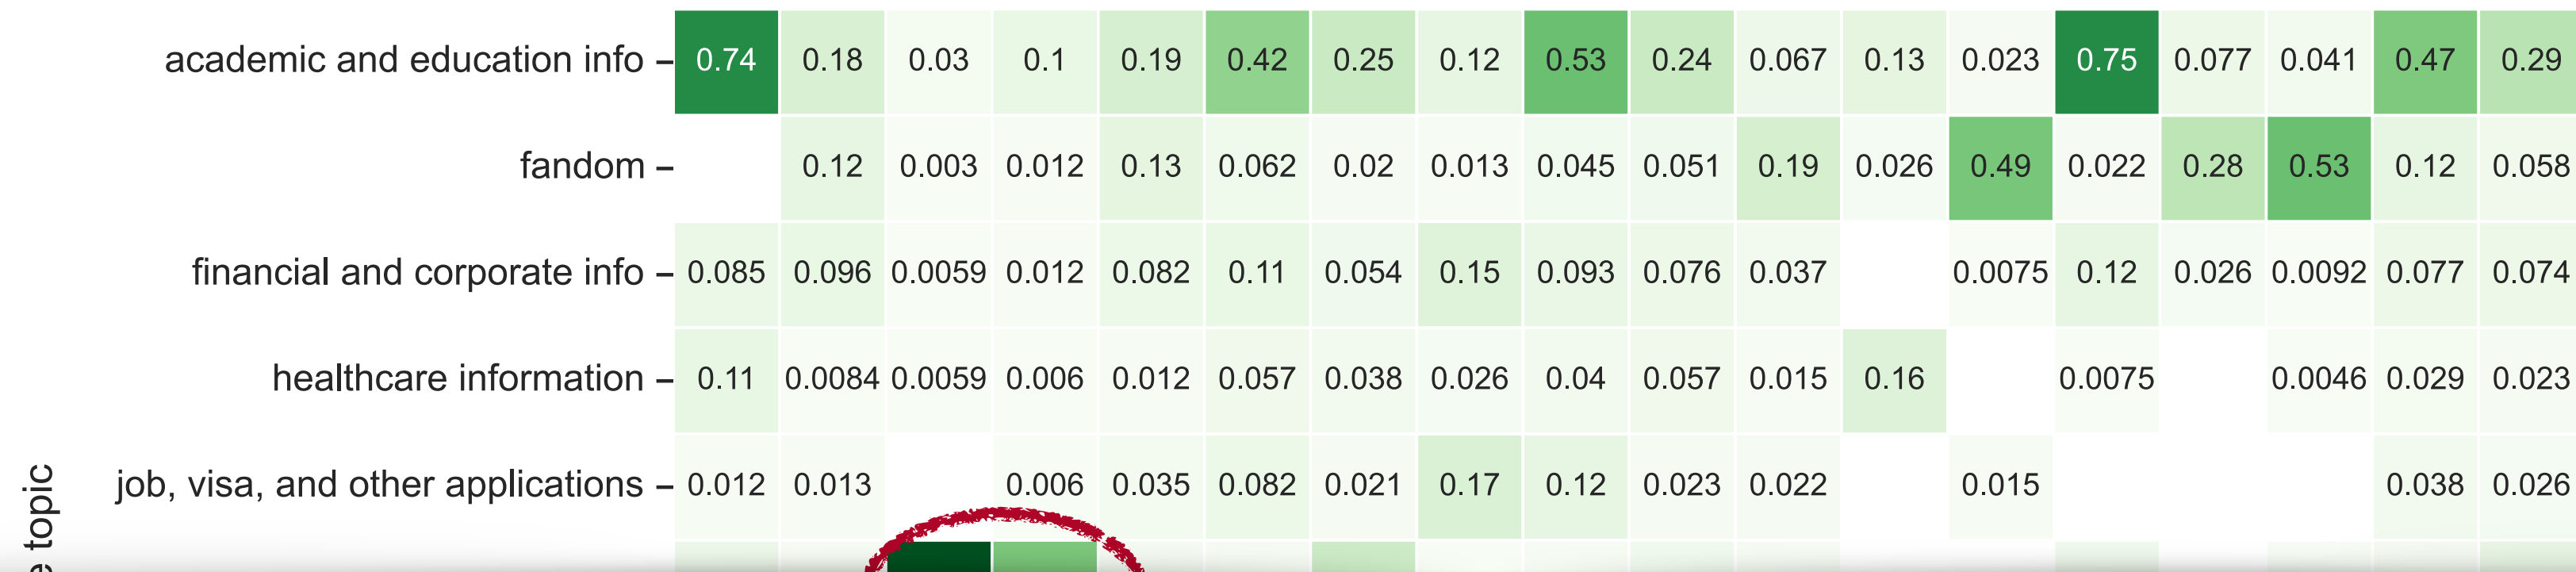 academic and education info 0.74 0.18 0.03 0.1 0.19 0.42 0.25 0.12 0.53 0.24 0.067 0.13 0.023 0.75 0.077 0.041 0.47 0.29
fandom 0.12 0.003 0.012 0.13 0.062 0.02 0.013 0.045 0.051 0.19 0.026 0.49 0.022 0.28 0.53 0.12 0.058
financial and corporate info 0.085 0.096 0.0059 0.012 0.082 0.11 0.054 0.15 0.093 0.076 0.037 0.0075 0.12 0.026 0.0092 0.077 0.074
healthcare information 0.11 0.0084 0.0059 0.006 0.012 0.057 0.038 0.026 0.04 0.057 0.015 0.16 0.0075 0.0046 0.029 0.023
job, visa, and other applications 0.012 0.013 0.006 0.035 0.082 0.021 0.17 0.12 0.023 0.022 0.015 0.038 0.026
topic